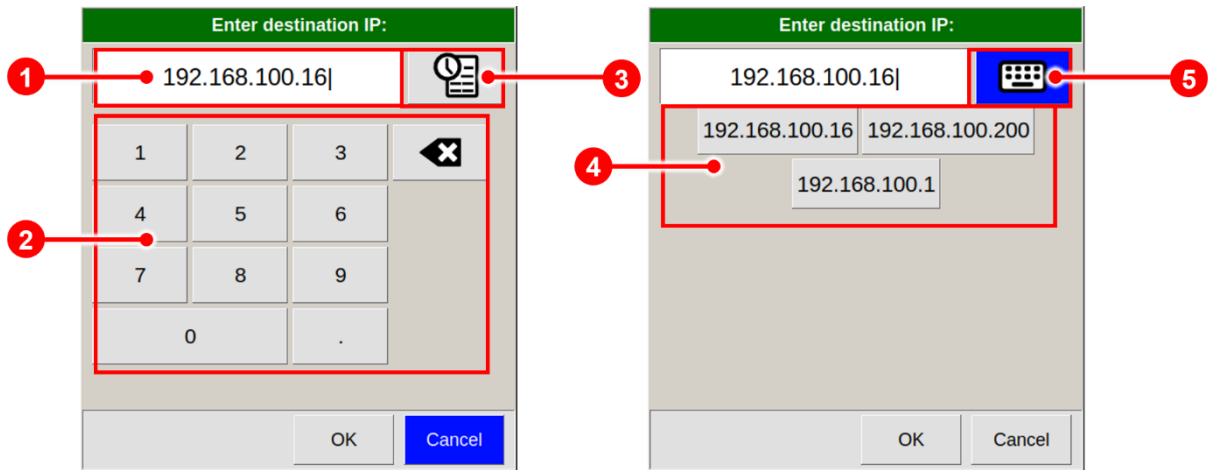 Enter destination IP:
1
192.168.100.16
3
1 2 3
4 5 6
2
7 8 9
0 .
OK Cancel
Enter destination IP:
192.168.100.16
5
192.168.100.16 192.168.100.200
4
192.168.100.1
OK Cancel